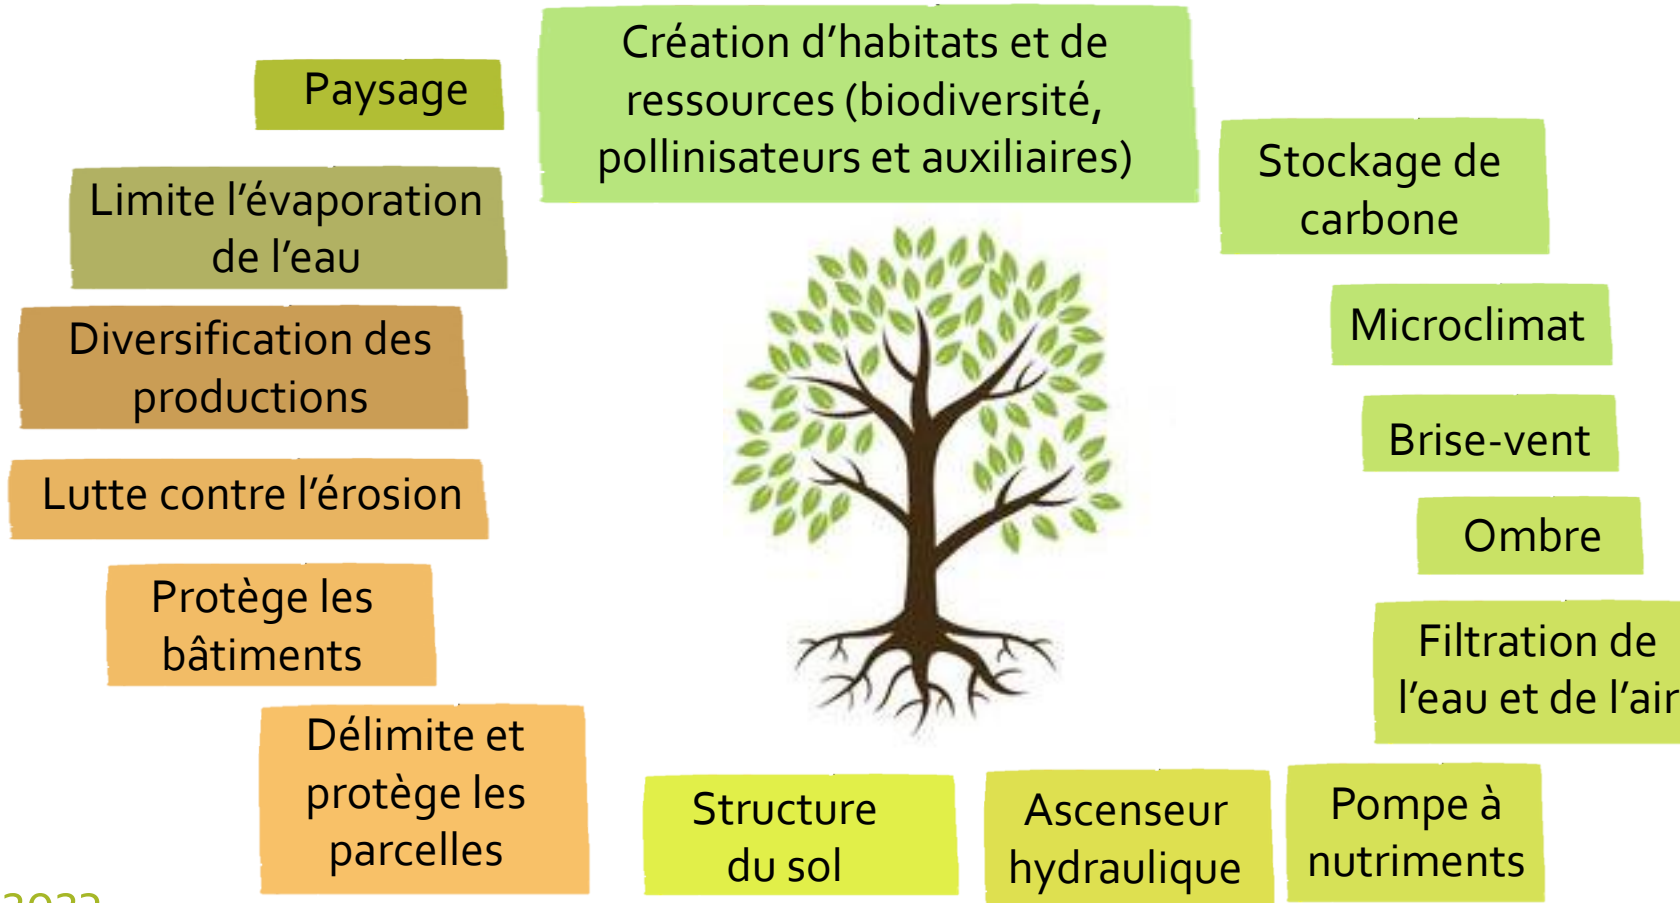 Création d'habitats et de
ressources (biodiversité,
pollinisateurs et auxiliaires)
Paysage
Stockage de
carbone
Limite l'évaporation
de l'eau
Microclimat
Diversification des
productions
Brise-vent
Lutte contre l'érosion
Ombre
Protège les
bâtiments
Filtration de
l'eau et de l'air
Délimite et
protège les
parcelles
Structure
du sol
Ascenseur
hydraulique
Pompe à
nutriments